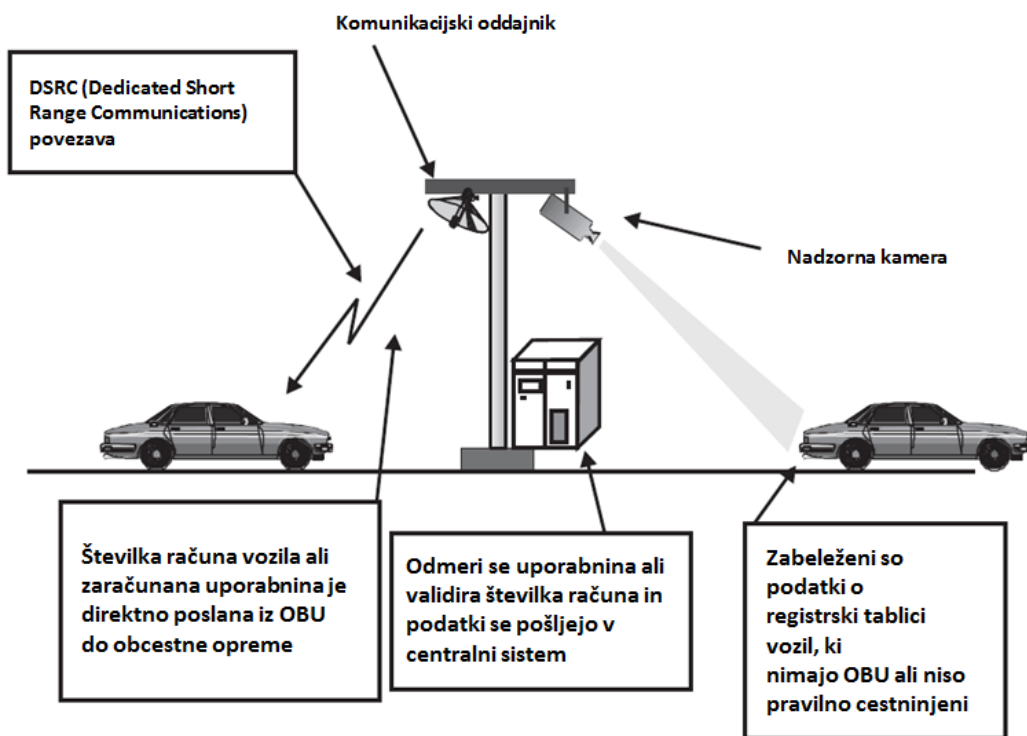 Komunikacijski oddajnik
DSRC (Dedicated Short
Range Communications)
povezava
Nadzorna kamera
Številka računa vozila ali
zaračunana uporabnina je
direktno poslana iz OBU
do obcestne opreme
Odmeri se uporabnina ali
validira številka računa in
podatki se pošljejo v
centralni sistem
Zabeleženi so
podatki o
registrski tablici
vozil, ki
nimajo OBU ali niso
pravilno cestninjeni